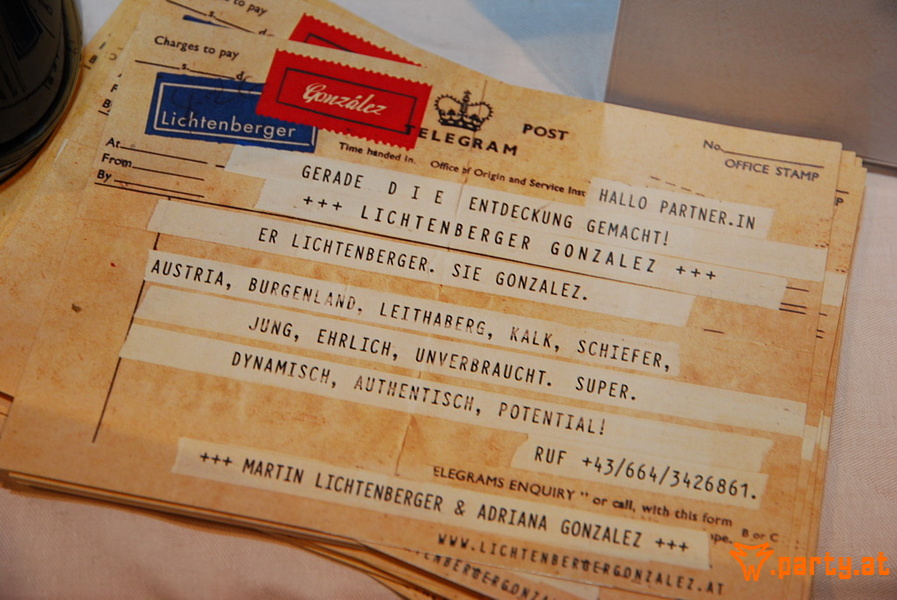 Charges to pay
s. d.
Lichtenberger
González
TELEGRAM
POST
No.
OFFICE STAMP
At
From
By
Time handed in. Office of Origin and Service Inst
HALLO PARTNER.IN
GERADE D I E ENTDECKUNG GEMACHT!
+++ LICHTENBERGER GONZALEZ +++
ER LICHTENBERGER. SIE GONZALEZ.
AUSTRIA, BURGENLAND, LEITHABERG, KALK, SCHIEFER,
JUNG, EHRLICH, UNVERBRAUCHT. SUPER.
DYNAMISCH, AUTHENTISCH, POTENTIAL!
RUF +43/664/3426861.
ELEGRAMS ENQUIRY" or call, with this form
B or C
+++ MARTIN LICHTENBERGER & ADRIANA GONZALEZ +++
WWW.LICHTENBERGERGONZALEZ.AT
w.party.at